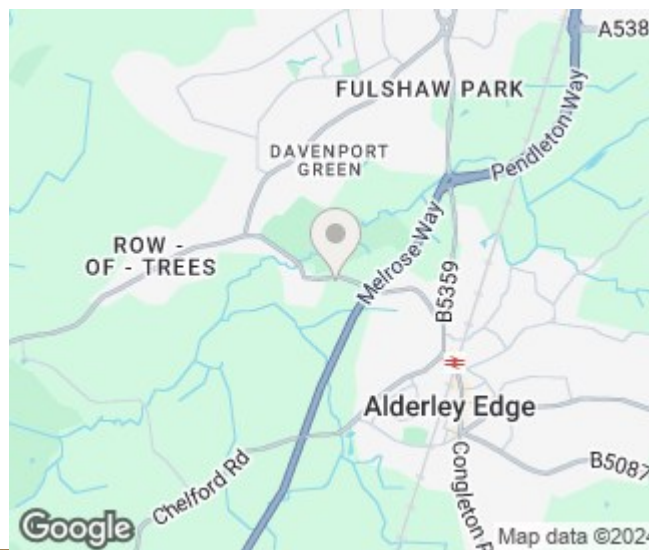 A538
FULSHAW PARK
Pendleton Way
DAVENPORT
GREEN
ROW -
OF - TREES
Melrose Way
B5359
Alderley Edge
B5087
Chelford Rd
Congleton
Google
Map data ©2024